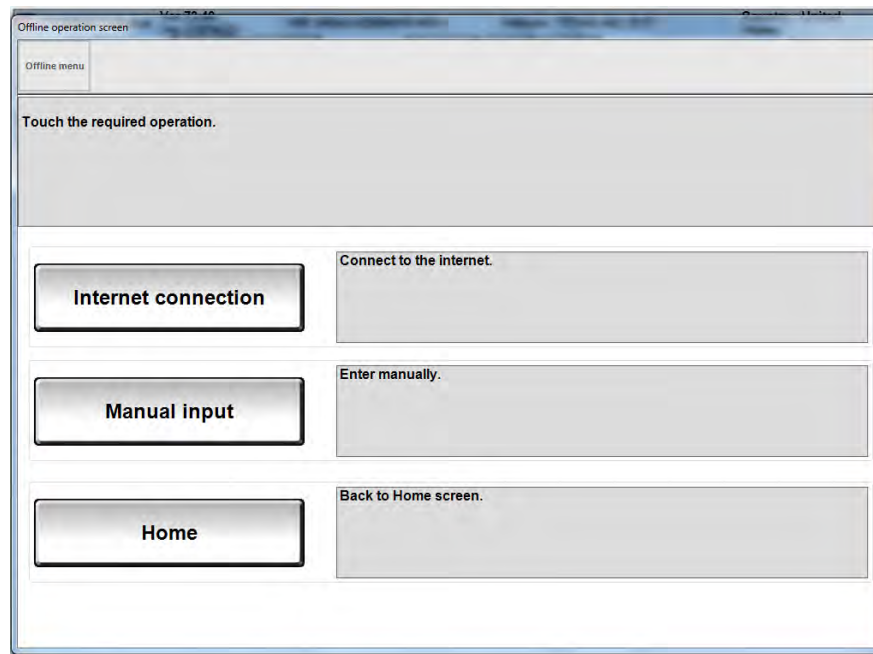 Offline operation screen
Offline menu
Touch the required operation.
Internet connection
Connect to the internet.
Manual input
Enter manually.
Home
Back to Home screen.